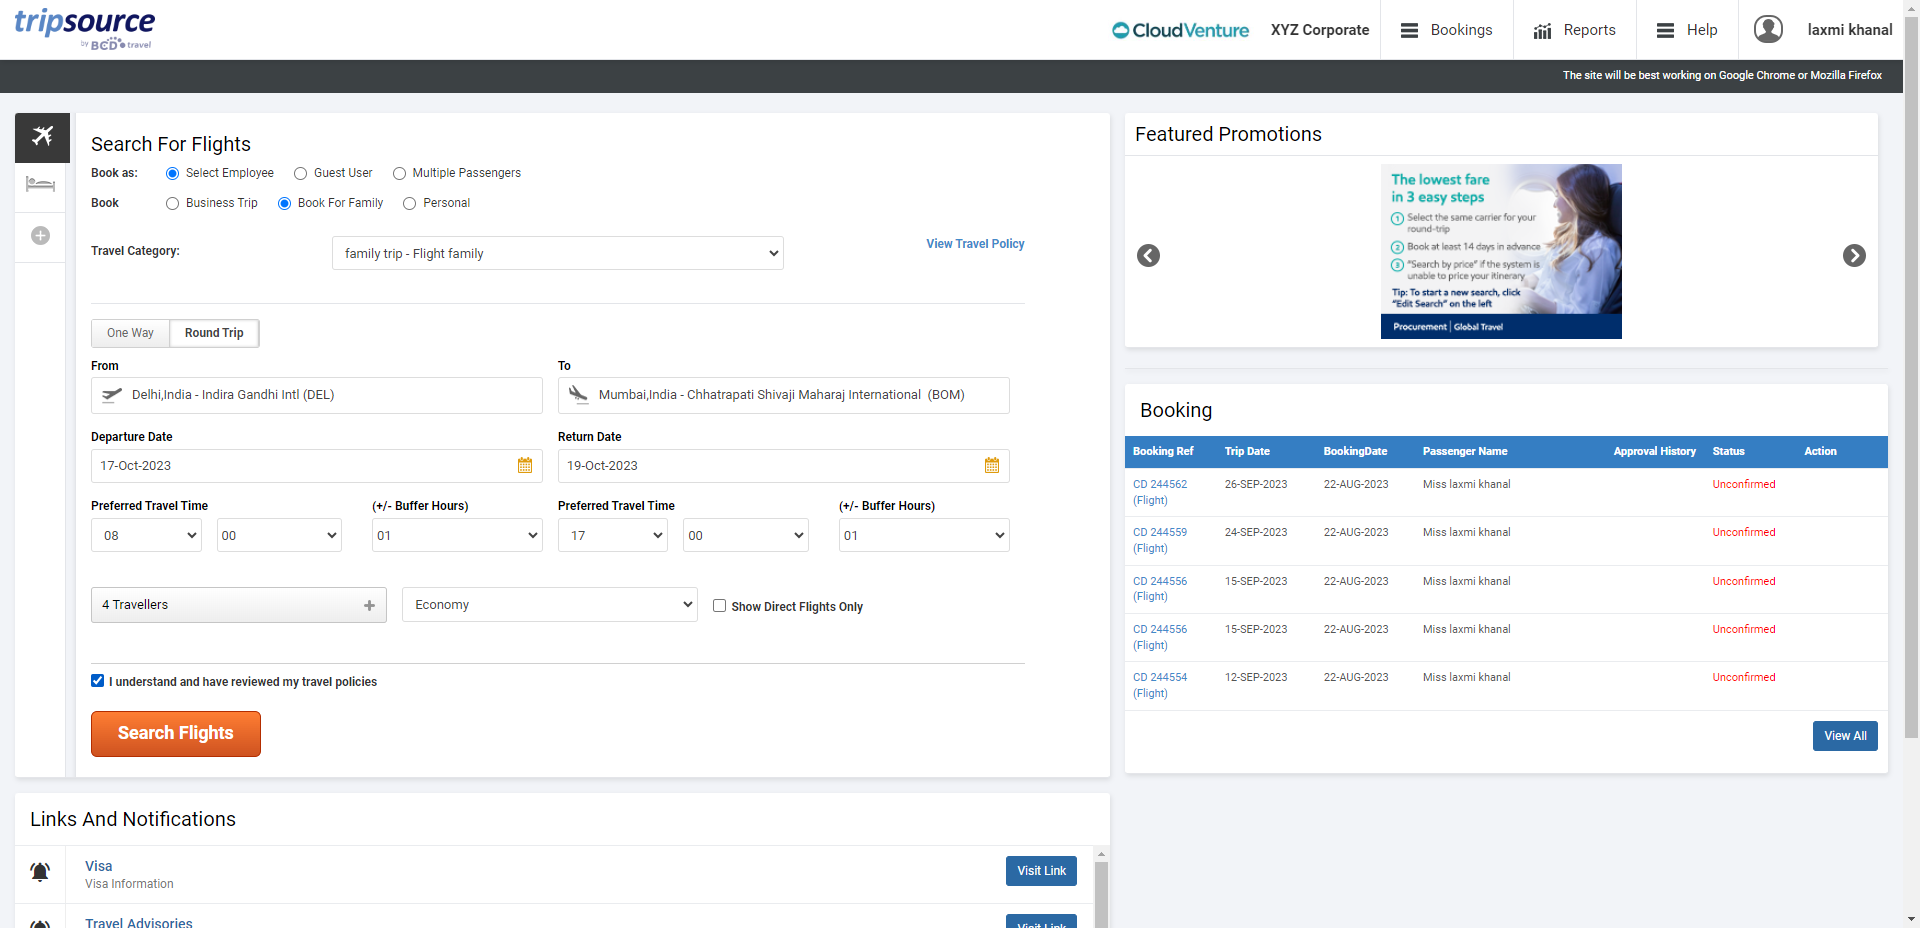 tripsource
by BCD travel
CloudVenture
XYZ Corporate
Bookings
Reports
Help
laxmi khanal
The site will be best working on Google Chrome or Mozilla Firefox
Search For Flights
Book as:
Select Employee
Guest User
Multiple Passengers
Book
Business Trip
Book For Family
Personal
Travel Category:
family trip - Flight family
View Travel Policy
One Way
Round Trip
From
To
Delhi,India - Indira Gandhi Intl (DEL)
Mumbai,India - Chhatrapati Shivaji Maharaj International (BOM)
Departure Date
Return Date
17-Oct-2023
19-Oct-2023
Preferred Travel Time
(+/- Buffer Hours)
Preferred Travel Time
(+/- Buffer Hours)
08
00
01
17
00
01
4 Travellers
Economy
Show Direct Flights Only
I understand and have reviewed my travel policies
Search Flights
Links And Notifications
Visa
Visa Information
Visit Link
Travel Advisories
Visit Link
Featured Promotions
The lowest fare
in 3 easy steps
1 Select the same carrier for your
round-trip
2 Book at least 14 days in advance
3 "Search by price" if the system is
unable to price your itinerary
Tip: To start a new search, click
"Edit Search" on the left
Procurement | Global Travel
Booking
Booking Ref Trip Date BookingDate Passenger Name Approval History Status Action
CD 244562 26-SEP-2023 22-AUG-2023 Miss laxmi khanal Unconfirmed
(Flight)
CD 244559 24-SEP-2023 22-AUG-2023 Miss laxmi khanal Unconfirmed
(Flight)
CD 244556 15-SEP-2023 22-AUG-2023 Miss laxmi khanal Unconfirmed
(Flight)
CD 244556 15-SEP-2023 22-AUG-2023 Miss laxmi khanal Unconfirmed
(Flight)
CD 244554 12-SEP-2023 22-AUG-2023 Miss laxmi khanal Unconfirmed
(Flight)
View All